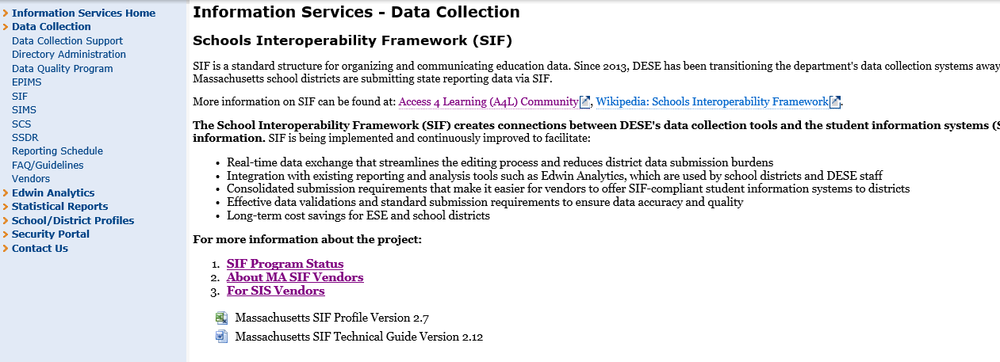 Information Services Home
Data Collection
Data Collection Support
Directory Administration
Data Quality Program
EPIMS
SIF
SIMS
SCS
SSDR
Reporting Schedule
FAQ/Guidelines
Vendors
Edwin Analytics
Statistical Reports
School/District Profiles
Security Portal
Contact Us
Information Services - Data Collection
Schools Interoperability Framework (SIF)
SIF is a standard structure for organizing and communicating education data. Since 2013, DESE has been transitioning the department's data collection systems away
Massachusetts school districts are submitting state reporting data via SIF.
More information on SIF can be found at: Access 4 Learning (A4L) Community, Wikipedia: Schools Interoperability Framework.
The School Interoperability Framework (SIF) creates connections between DESE's data collection tools and the student information systems (S
information. SIF is being implemented and continuously improved to facilitate:
• Real-time data exchange that streamlines the editing process and reduces district data submission burdens
• Integration with existing reporting and analysis tools such as Edwin Analytics, which are used by school districts and DESE staff
• Consolidated submission requirements that make it easier for vendors to offer SIF-compliant student information systems to districts
• Effective data validations and standard submission requirements to ensure data accuracy and quality
• Long-term cost savings for ESE and school districts
For more information about the project:
1. SIF Program Status
2. About MA SIF Vendors
3. For SIS Vendors
Massachusetts SIF Profile Version 2.7
Massachusetts SIF Technical Guide Version 2.12